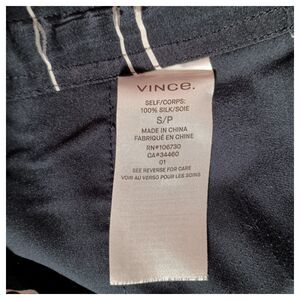 VINCE.
SELF/CORPS:
100% SILK/SOIE
S/P
MADE IN CHINA
FABRIQUÉ EN CHINE
RN#106730
CA#34460
01
SEE REVERSE FOR CARE
VOIR AU VERSO POUR LES SOINS